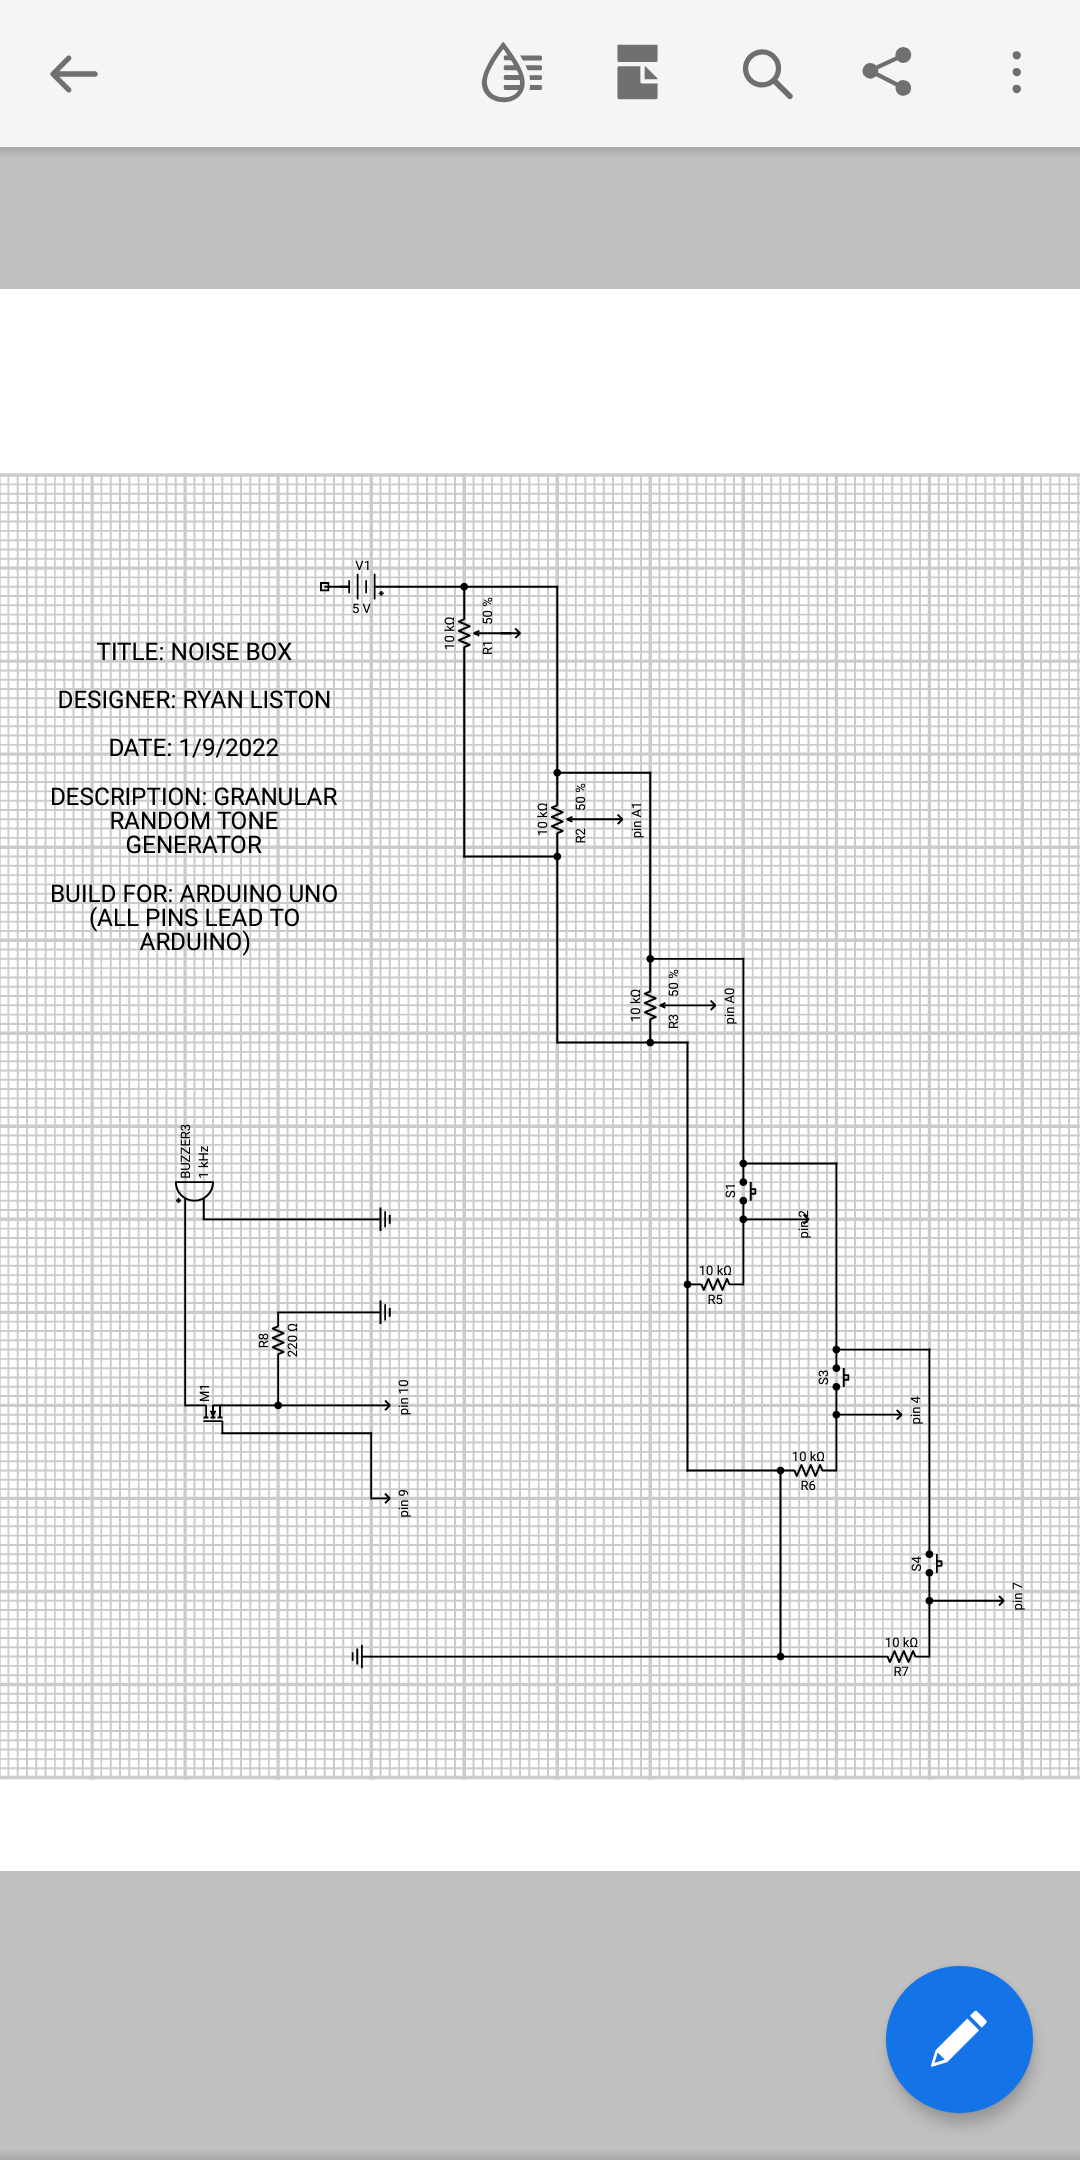 V1
5 V
10 kΩ
50 %
R1
TITLE: NOISE BOX
DESIGNER: RYAN LISTON
DATE: 1/9/2022
DESCRIPTION: GRANULAR
RANDOM TONE
GENERATOR
BUILD FOR: ARDUINO UNO
(ALL PINS LEAD TO
ARDUINO)
10 kΩ
50 %
R2
pin A1
10 kΩ
50 %
R3
pin A0
BUZZER3
1 kHz
S1
pin 2
10 kΩ
R5
R8
220 Ω
M1
pin 10
S3
pin 4
10 kΩ
R6
pin 9
S4
pin 7
10 kΩ
R7